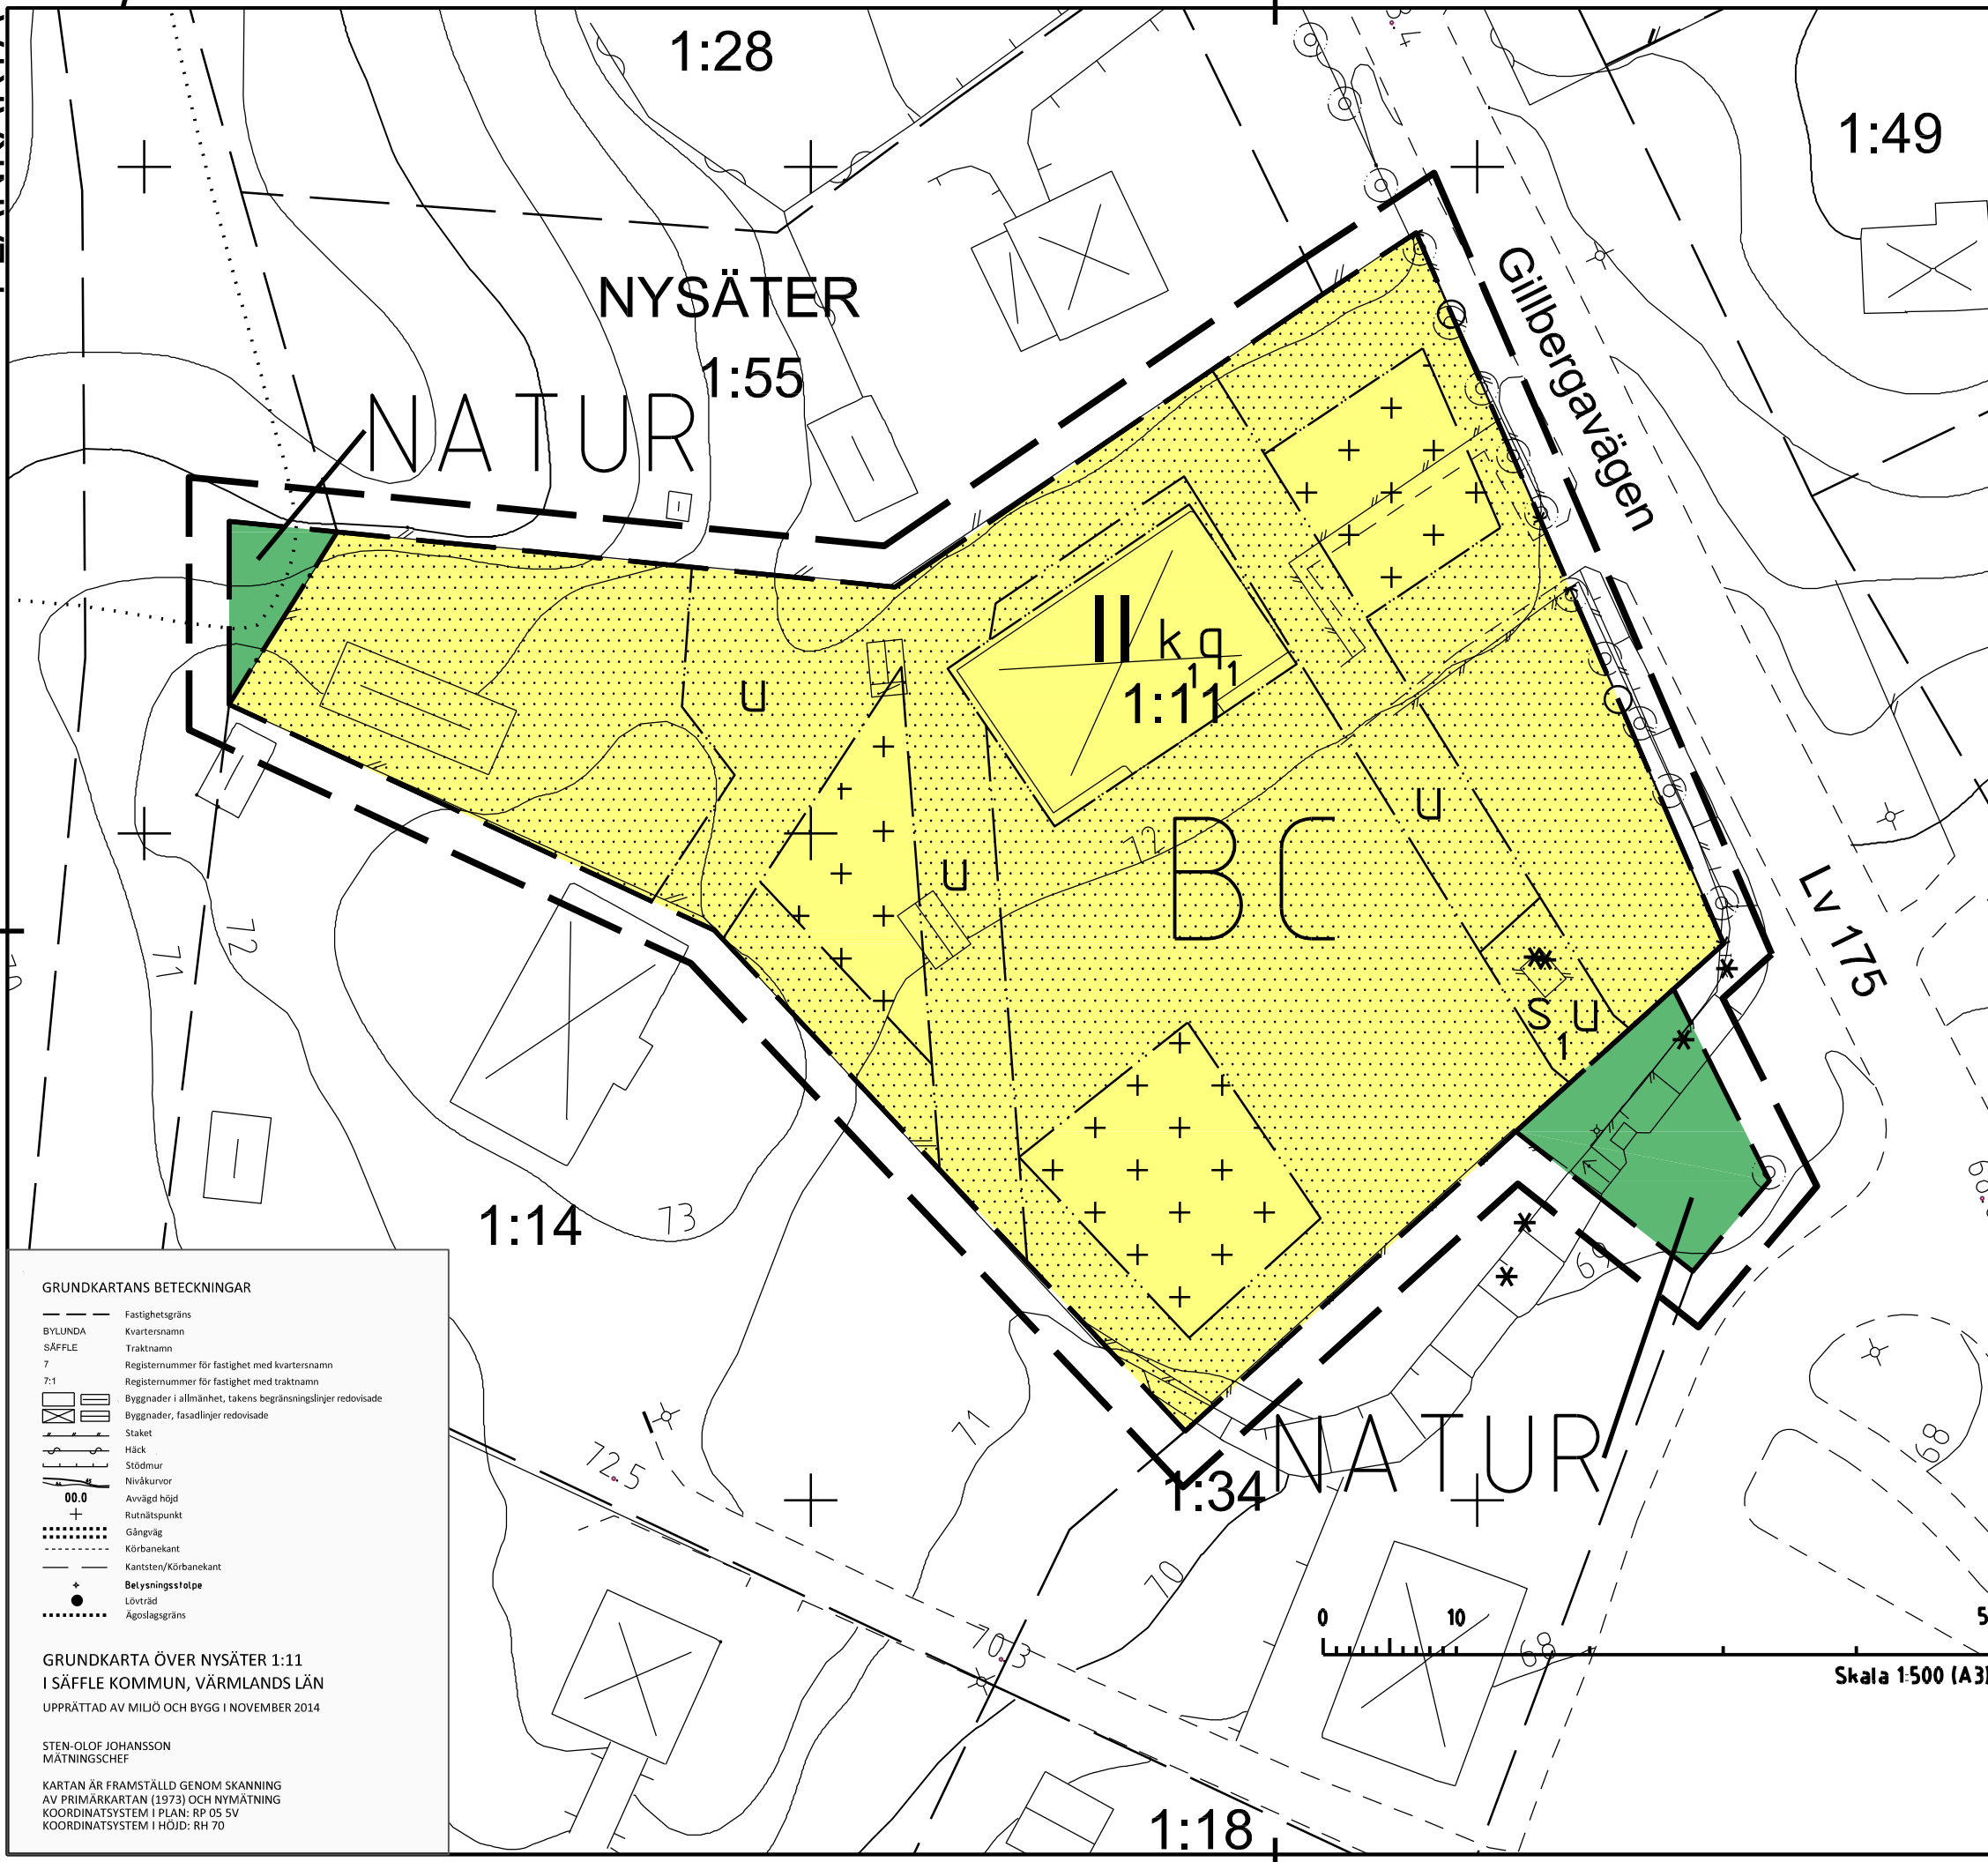 1:28
1:49
NYSÄTER
1:55
NATUR
Gillbergavägen
II k₁ q₁
1:11
u
u
u
BC
12
72
71
Lv 175
s₁ u
1:14
73
69
NATUR
1:34
71
72.5
70
70.3
68
69
1:18
0 10 5
Skala 1:500 (A3)
GRUNDKARTANS BETECKNINGAR
Fastighetsgräns
BYLUNDA Kvartersnamn
SÄFFLE Traktnamn
7 Registernummer för fastighet med kvartersnamn
7:1 Registernummer för fastighet med traktnamn
Byggnader i allmänhet, takens begränsningslinjer redovisade
Byggnader, fasadlinjer redovisade
Staket
Häck
Stödmur
Nivåkurvor
00.0 Avvägd höjd
Rutnätspunkt
Gångväg
Körbanekant
Kantsten/Körbanekant
Belysningsstolpe
Lövträd
Ägoslagsgräns
GRUNDKARTA ÖVER NYSÄTER 1:11
I SÄFFLE KOMMUN, VÄRMLANDS LÄN
UPPRÄTTAD AV MILJÖ OCH BYGG I NOVEMBER 2014
STEN-OLOF JOHANSSON
MÄTNINGSCHEF
KARTAN ÄR FRAMSTÄLLD GENOM SKANNING
AV PRIMÄRKARTAN (1973) OCH NYMÄTNING
KOORDINATSYSTEM I PLAN: RP 05 5V
KOORDINATSYSTEM I HÖJD: RH 70